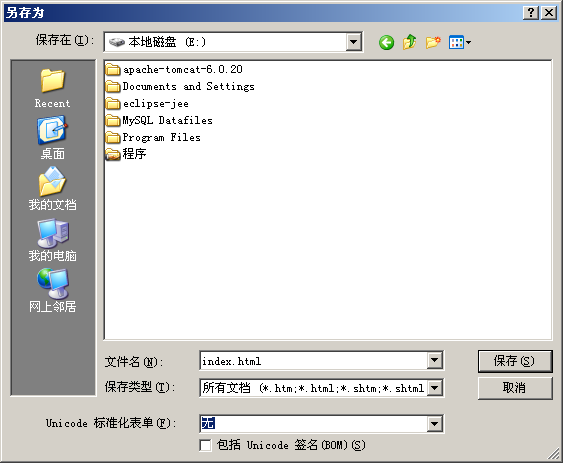 另存为
保存在(I):
本地磁盘 (E:)
apache-tomcat-6.0.20
Documents and Settings
eclipse-jee
MySQL Datafiles
Program Files
程序
Recent
桌面
我的文档
我的电脑
网上邻居
文件名(N):
index.html
保存(S)
保存类型(T):
所有文档 (*.htm;*.html;*.shtm;*.shtml
取消
Unicode 标准化表单(F):
无
包括 Unicode 签名(BOM)(S)